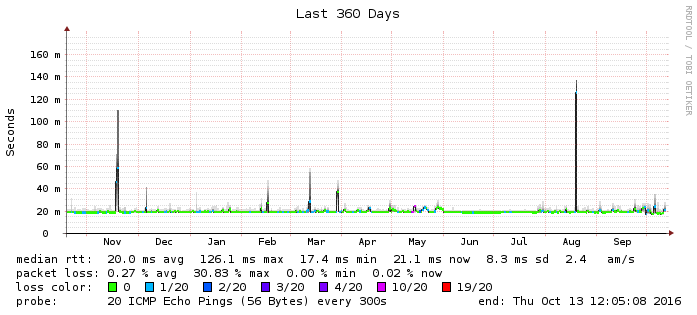 Last 360 Days
RRDTOOL / TOBI OETIKER
Seconds
160 m
140 m
120 m
100 m
80 m
60 m
40 m
20 m
0
Nov Dec Jan Feb Mar Apr May Jun Jul Aug Sep
median rtt: 20.0 ms avg 126.1 ms max 17.4 ms min 21.1 ms now 8.3 ms sd 2.4 am/s
packet loss: 0.27 % avg 30.83 % max 0.00 % min 0.02 % now
loss color: 0 1/20 2/20 3/20 4/20 10/20 19/20
probe: 20 ICMP Echo Pings (56 Bytes) every 300s end: Thu Oct 13 12:05:08 2016